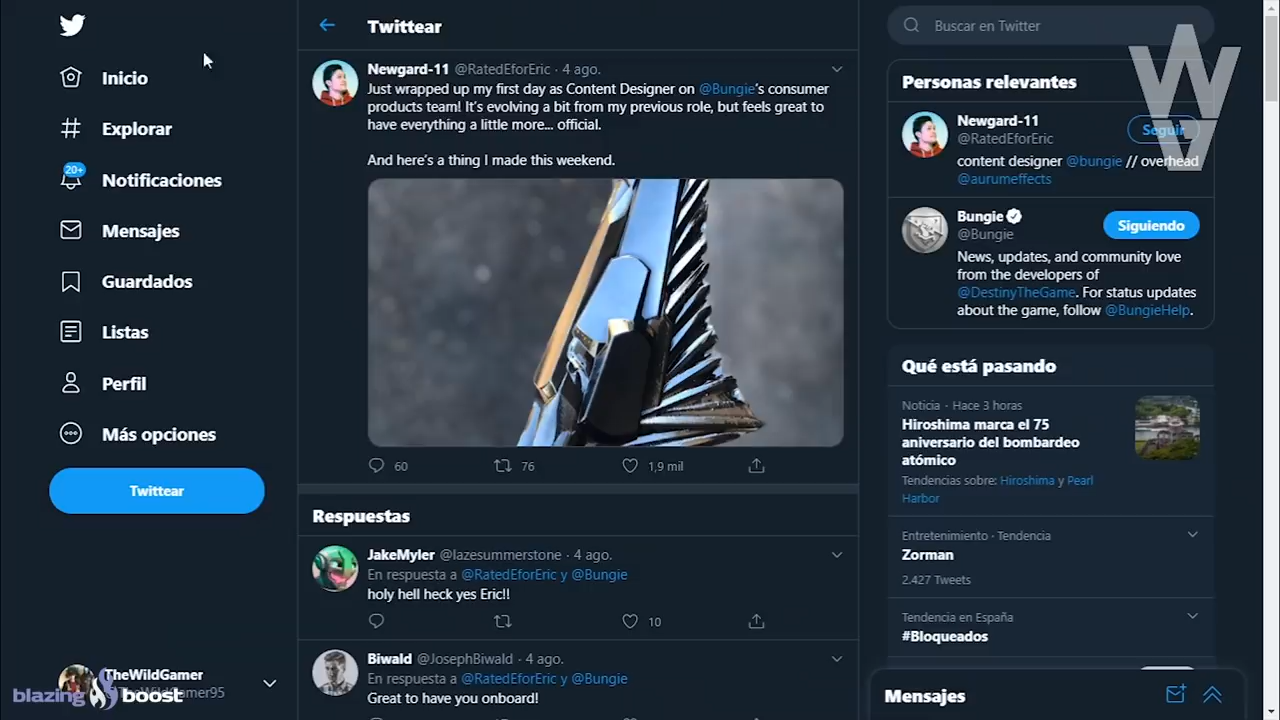 Inicio
Explorar
20+
Notificaciones
Mensajes
Guardados
Listas
Perfil
Más opciones
Twittear
TheWildGamer
@TheWildGamer95
blazing boost
Twittear
Newgard-11 @RatedEforEric · 4 ago.
Just wrapped up my first day as Content Designer on @Bungie's consumer
products team! It's evolving a bit from my previous role, but feels great to
have everything a little more... official.
And here's a thing I made this weekend.
60 76 1,9 mil
Respuestas
JakeMyler @lazesummerstone · 4 ago.
En respuesta a @RatedEforEric y @Bungie
holy hell heck yes Eric!!
10
Biwald @JosephBiwald · 4 ago.
En respuesta a @RatedEforEric y @Bungie
Great to have you onboard!
Buscar en Twitter
Personas relevantes
Newgard-11
@RatedEforEric
Seguir
content designer @bungie // overhead
@aurumeffects
Bungie
@Bungie
Siguiendo
News, updates, and community love
from the developers of
@DestinyTheGame. For status updates
about the game, follow @BungieHelp.
Qué está pasando
Noticia · Hace 3 horas
Hiroshima marca el 75
aniversario del bombardeo
atómico
Tendencias sobre: Hiroshima y Pearl
Harbor
Entretenimiento · Tendencia
Zorman
2.427 Tweets
Tendencia en España
#Bloqueados
Mensajes